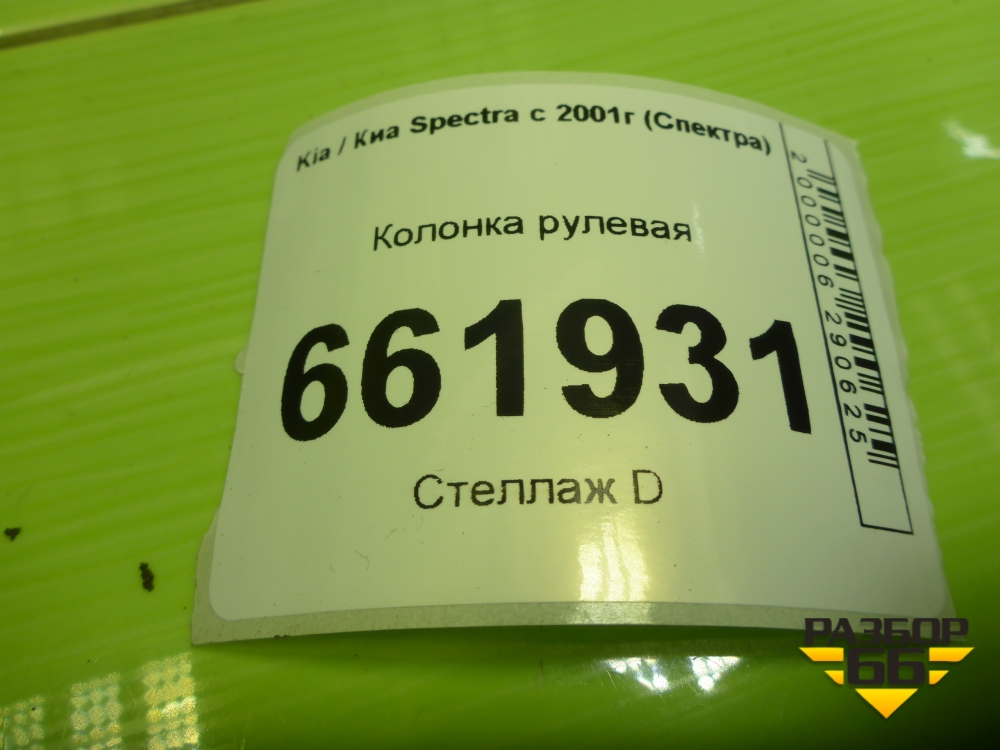 Kia / Киа Spectra с 2001г (Спектра)
Колонка рулевая
661931
Стеллаж D
2000006290625
РАЗБОР
66